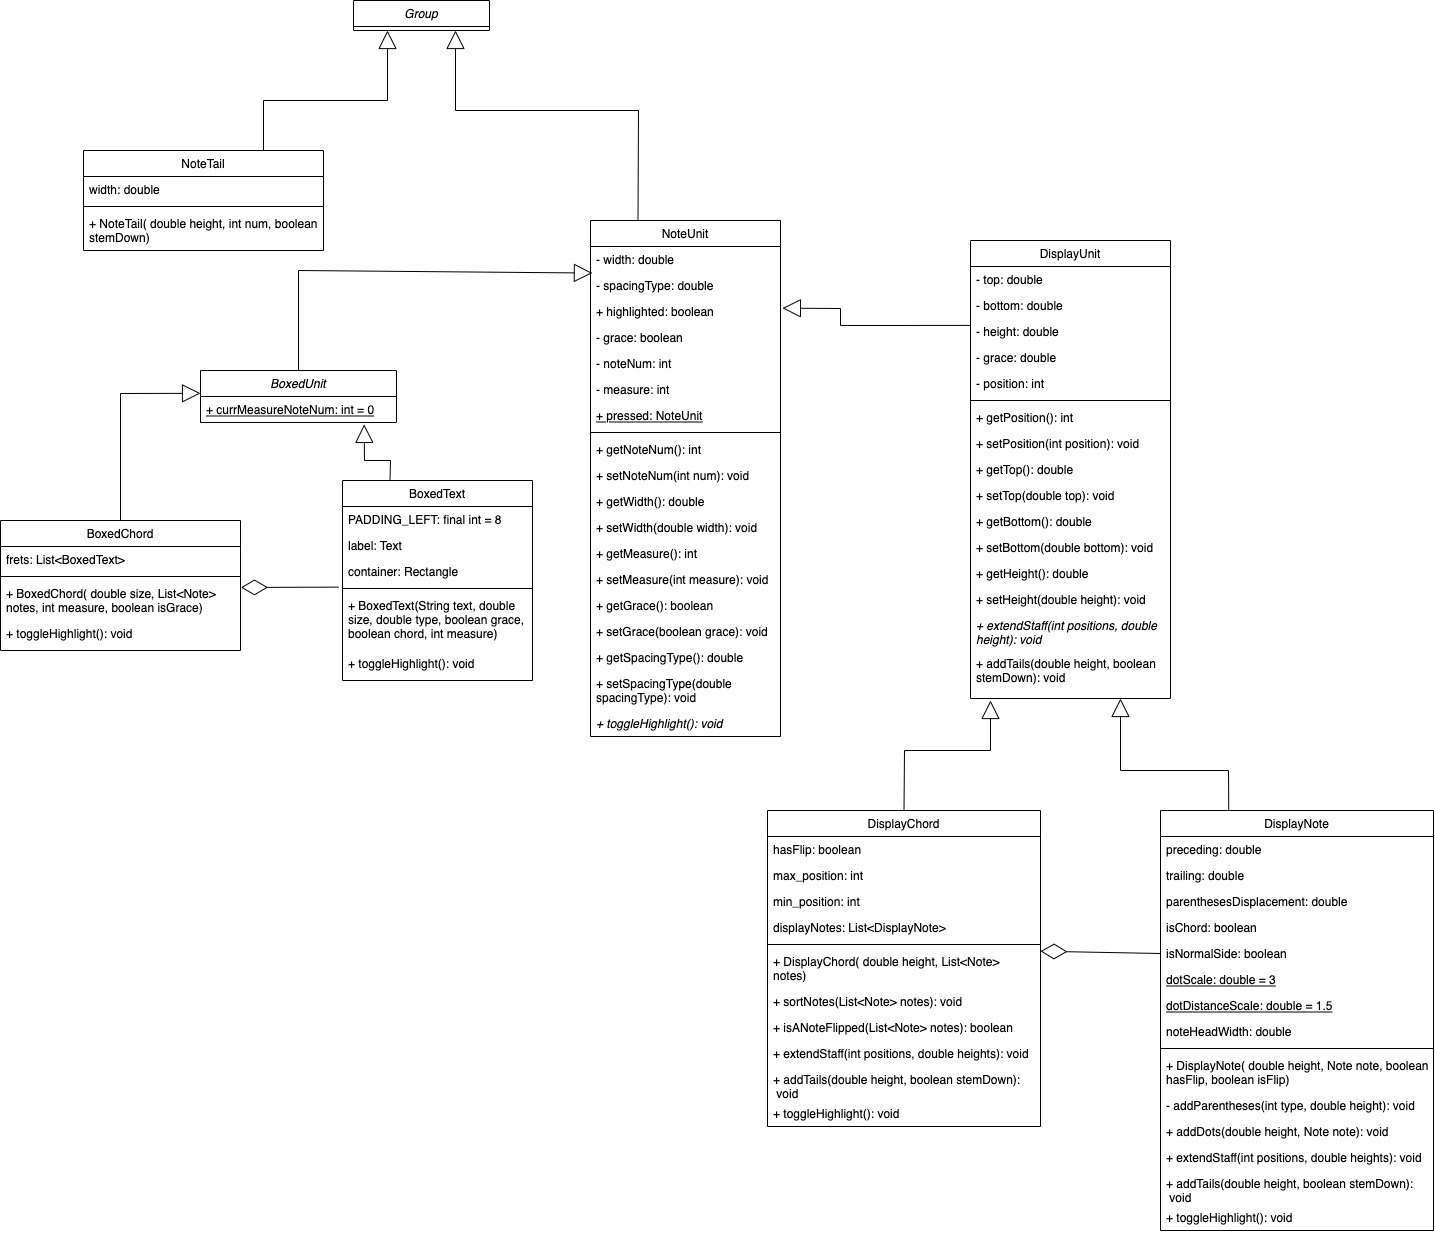 Group
NoteTail
width: double
+ NoteTail( double height, int num, boolean
stemDown)
NoteUnit
- width: double
- spacingType: double
+ highlighted: boolean
- grace: boolean
- noteNum: int
- measure: int
+ pressed: NoteUnit
+ getNoteNum(): int
+ setNoteNum(int num): void
+ getWidth(): double
+ setWidth(double width): void
+ getMeasure(): int
+ setMeasure(int measure): void
+ getGrace(): boolean
+ setGrace(boolean grace): void
+ getSpacingType(): double
+ setSpacingType(double
spacingType): void
+ toggleHighlight(): void
DisplayUnit
- top: double
- bottom: double
- height: double
- grace: double
- position: int
+ getPosition(): int
+ setPosition(int position): void
+ getTop(): double
+ setTop(double top): void
+ getBottom(): double
+ setBottom(double bottom): void
+ getHeight(): double
+ setHeight(double height): void
+ extendStaff(int positions, double
height): void
+ addTails(double height, boolean
stemDown): void
BoxedUnit
+ currMeasureNoteNum: int = 0
BoxedText
PADDING_LEFT: final int = 8
label: Text
container: Rectangle
+ BoxedText(String text, double
size, double type, boolean grace,
boolean chord, int measure)
+ toggleHighlight(): void
BoxedChord
frets: List<BoxedText>
+ BoxedChord( double size, List<Note>
notes, int measure, boolean isGrace)
+ toggleHighlight(): void
DisplayChord
hasFlip: boolean
max_position: int
min_position: int
displayNotes: List<DisplayNote>
+ DisplayChord( double height, List<Note>
notes)
+ sortNotes(List<Note> notes): void
+ isANoteFlipped(List<Note> notes): boolean
+ extendStaff(int positions, double heights): void
+ addTails(double height, boolean stemDown):
void
+ toggleHighlight(): void
DisplayNote
preceding: double
trailing: double
parenthesesDisplacement: double
isChord: boolean
isNormalSide: boolean
dotScale: double = 3
dotDistanceScale: double = 1.5
noteHeadWidth: double
+ DisplayNote( double height, Note note, boolean
hasFlip, boolean isFlip)
- addParentheses(int type, double height): void
+ addDots(double height, Note note): void
+ extendStaff(int positions, double heights): void
+ addTails(double height, boolean stemDown):
void
+ toggleHighlight(): void